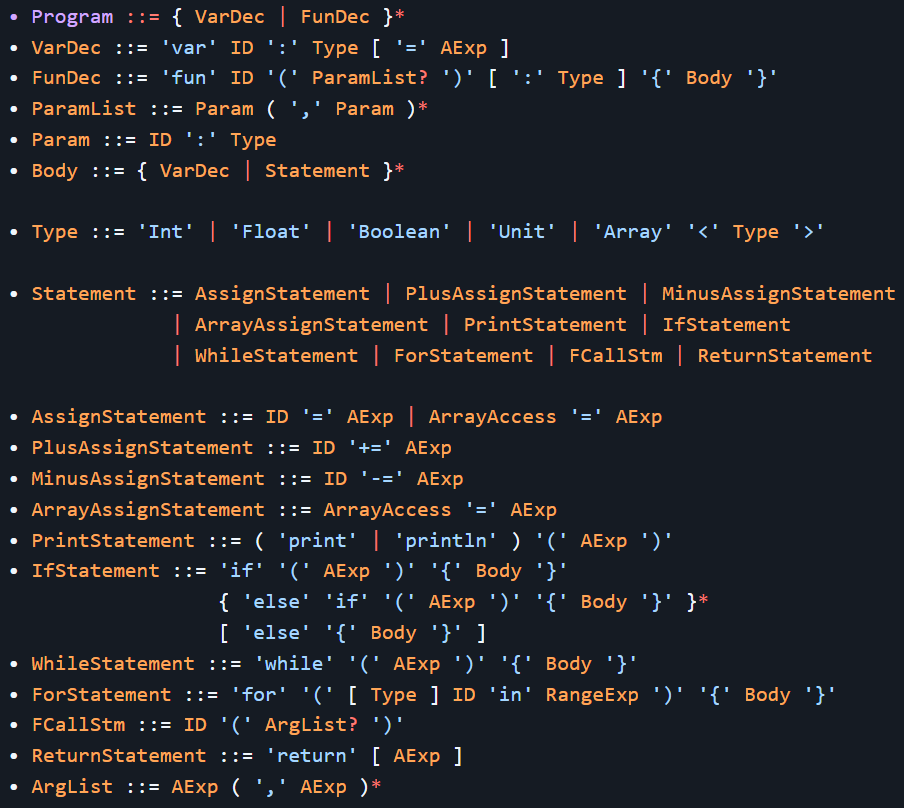 • Program ::= { VarDec | FunDec }*
• VarDec ::= 'var' ID ':' Type [ '=' AExp ]
• FunDec ::= 'fun' ID '(' ParamList? ')' [ ':' Type ] '{' Body '}'
• ParamList ::= Param ( ',' Param )*
• Param ::= ID ':' Type
• Body ::= { VarDec | Statement }*
• Type ::= 'Int' | 'Float' | 'Boolean' | 'Unit' | 'Array' '<' Type '>'
• Statement ::= AssignStatement | PlusAssignStatement | MinusAssignStatement
| ArrayAssignStatement | PrintStatement | IfStatement
| WhileStatement | ForStatement | FCallStm | ReturnStatement
• AssignStatement ::= ID '=' AExp | ArrayAccess '=' AExp
• PlusAssignStatement ::= ID '+=' AExp
• MinusAssignStatement ::= ID '-=' AExp
• ArrayAssignStatement ::= ArrayAccess '=' AExp
• PrintStatement ::= ( 'print' | 'println' ) '(' AExp ')'
• IfStatement ::= 'if' '(' AExp ')' '{' Body '}'
{ 'else' 'if' '(' AExp ')' '{' Body '}' }*
[ 'else' '{' Body '}' ]
• WhileStatement ::= 'while' '(' AExp ')' '{' Body '}'
• ForStatement ::= 'for' '(' [ Type ] ID 'in' RangeExp ')' '{' Body '}'
• FCallStm ::= ID '(' ArgList? ')'
• ReturnStatement ::= 'return' [ AExp ]
• ArgList ::= AExp ( ',' AExp )*